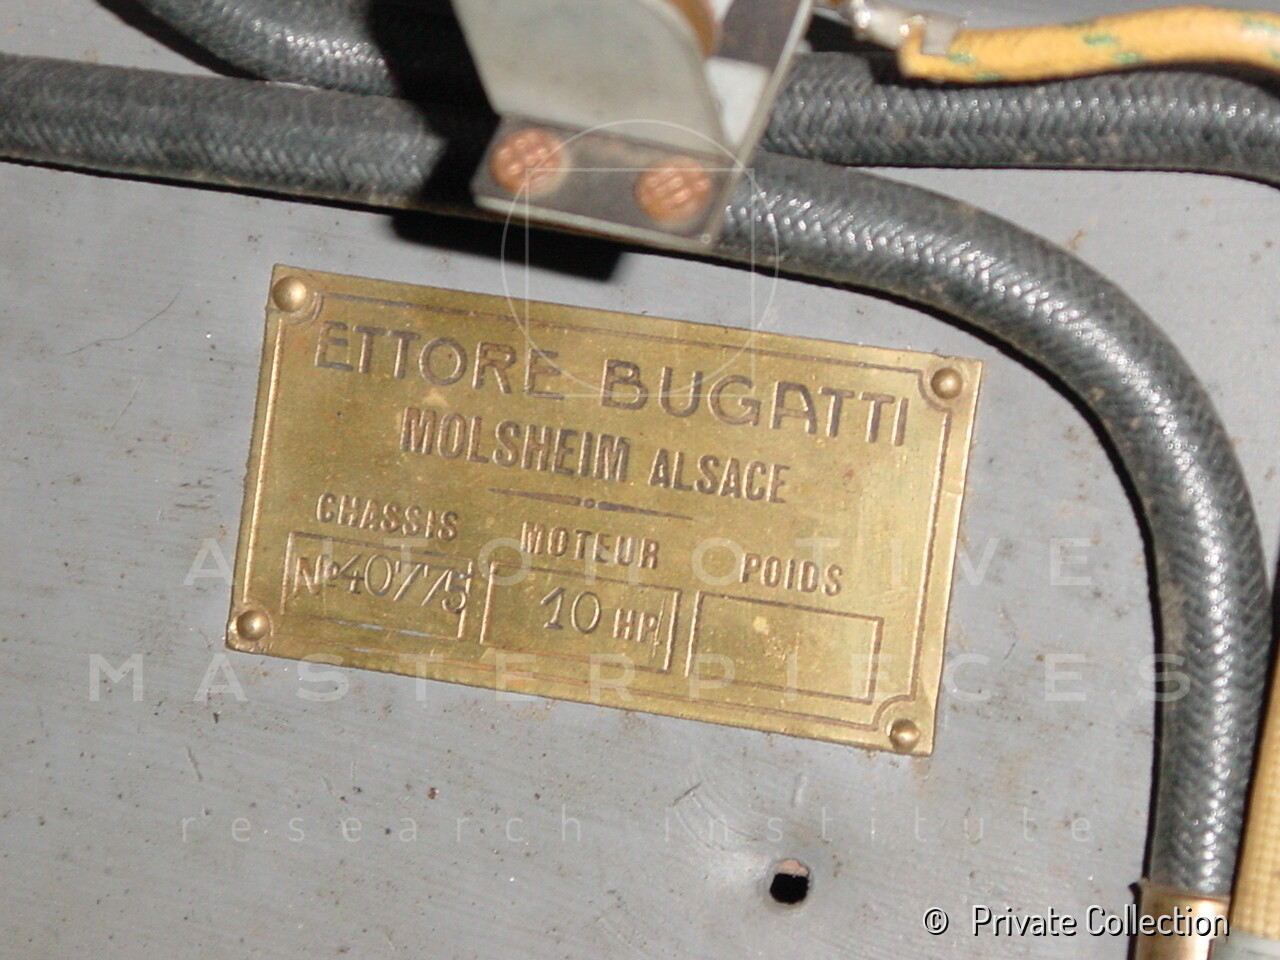 ETTORE BUGATTI
MOLSHEIM ALSACE
CHASSIS MOTEUR POIDS
Nº40775 10 HP
AUTOMOTIVE
MASTERPIECES
research institute
© Private Collection